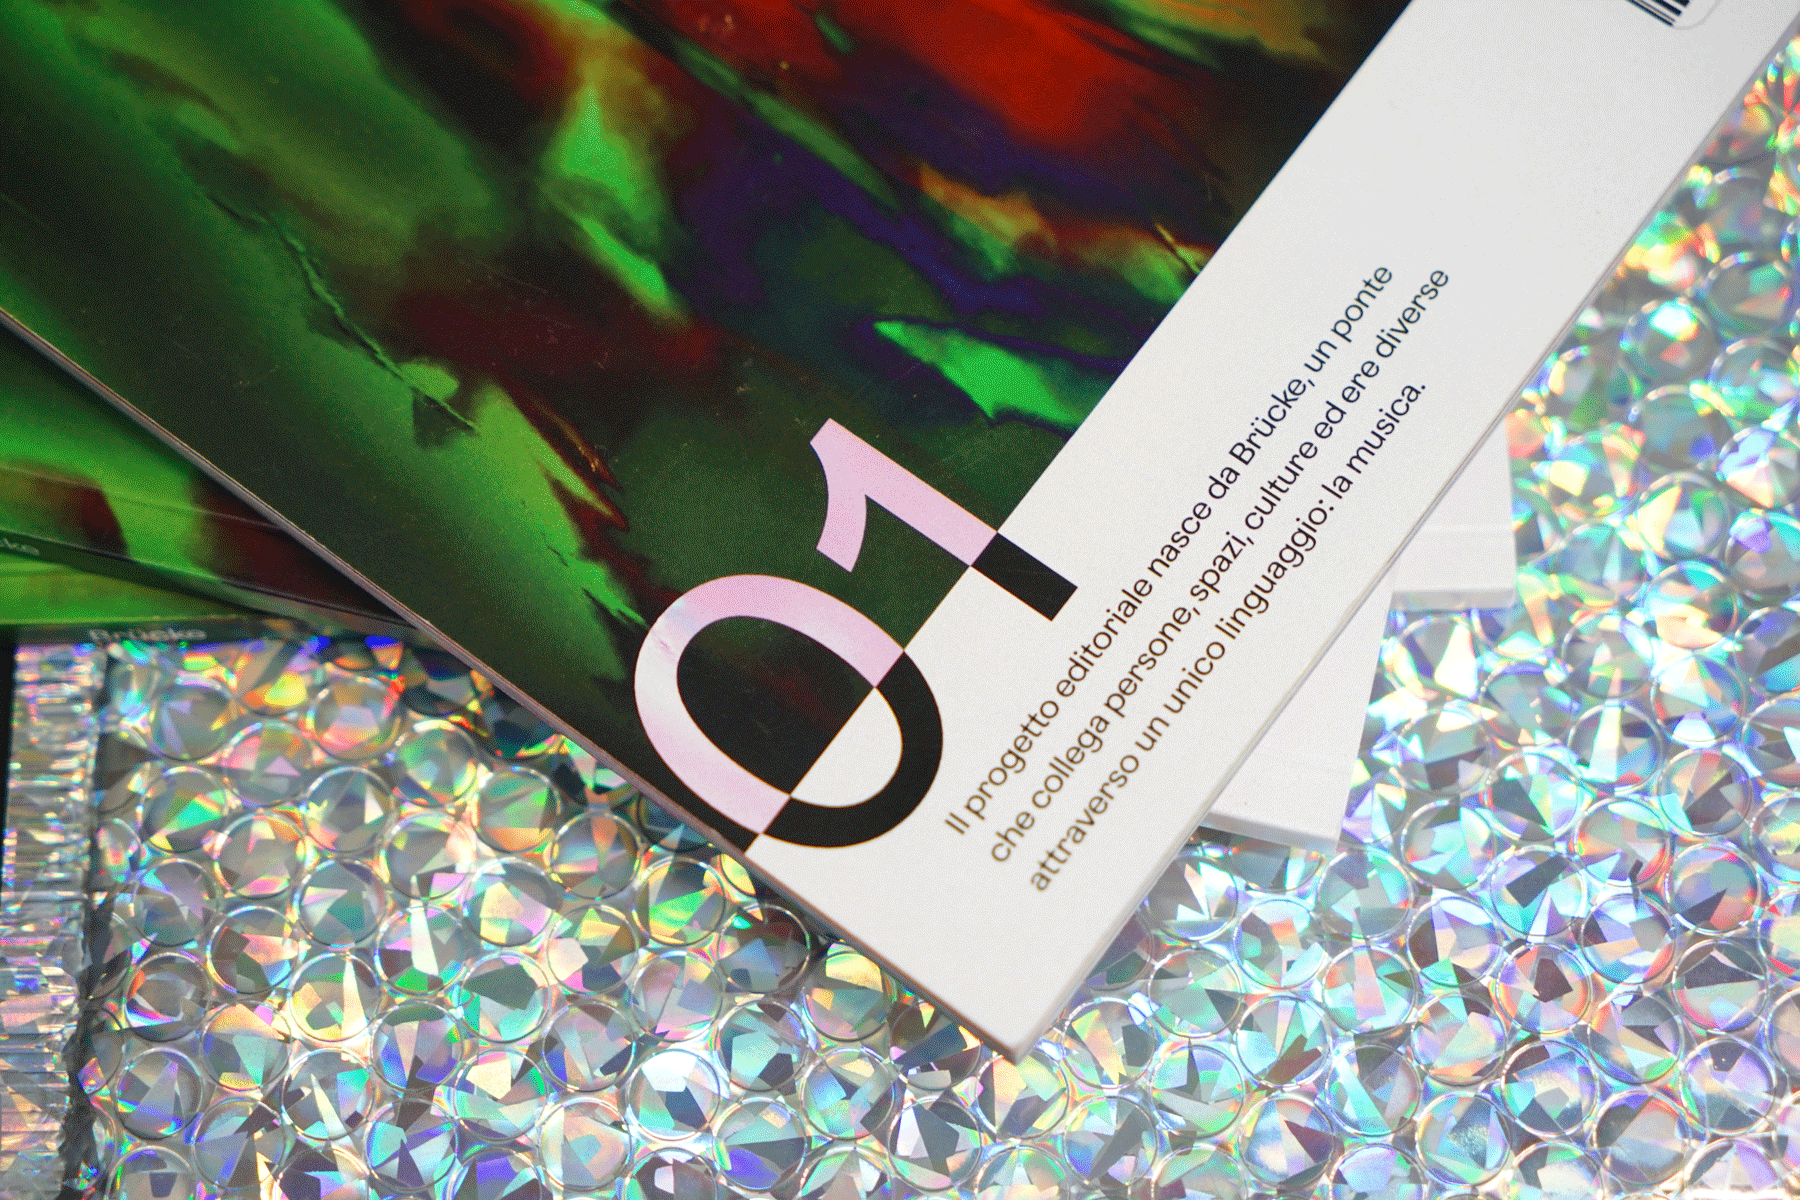 01
Il progetto editoriale nasce da Brücke, un ponte
che collega persone, spazi, culture ed ere diverse
attraverso un unico linguaggio: la musica.
Brücke